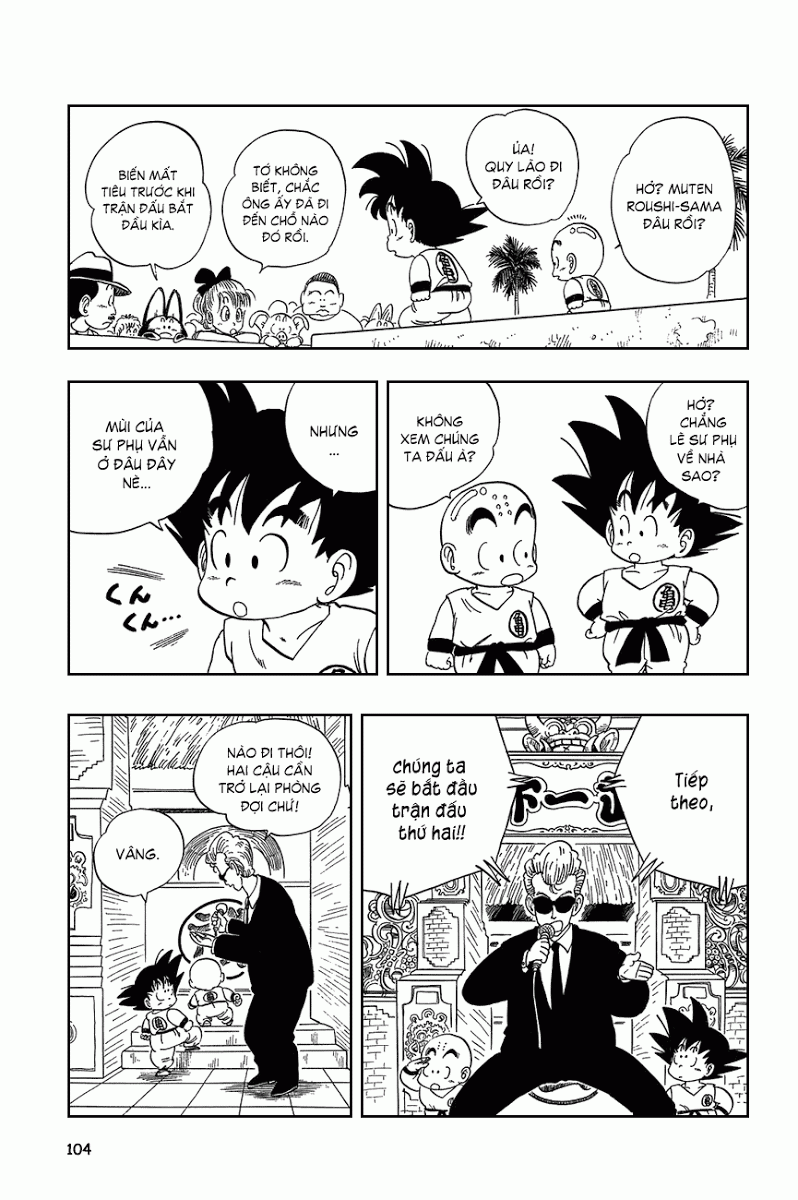 HỞ? MUTEN
ROUSHI-SAMA
ĐÂU RỒI?
ỦA!
QUY LÃO ĐI
ĐÂU RỒI?
TỚ KHÔNG
BIẾT, CHẮC
ÔNG ẤY ĐÃ ĐI
ĐẾN CHỖ NÀO
ĐÓ RỒI.
BIẾN MẤT
TIÊU TRƯỚC KHI
TRẬN ĐẤU BẮT
ĐẦU KÌA.
HỞ?
CHẲNG
LẼ SƯ PHỤ
VỀ NHÀ
SAO?
KHÔNG
XEM CHÚNG
TA ĐẤU À?
NHƯNG
...
MÙI CỦA
SƯ PHỤ VẪN
Ở ĐÂU ĐÂY
NÈ...
くん
くん...
Tiếp
theo,
chúng ta
sẽ bắt đầu
trận đấu
thứ hai!!
下一
NÀO ĐI THÔI!
HAI CẬU CẦN
TRỞ LẠI PHÒNG
ĐỢI CHỨ!
VÂNG.
104